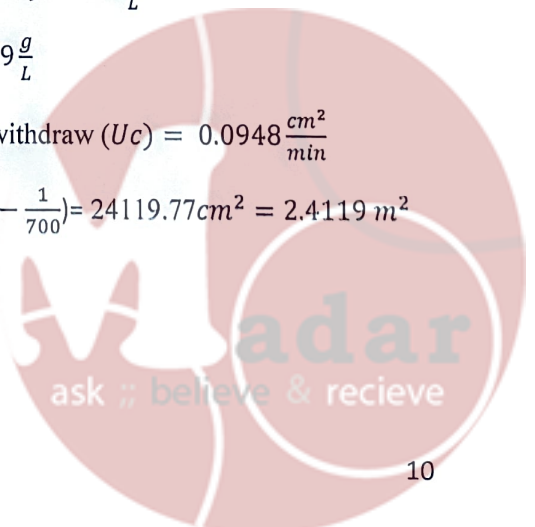 L
9 g/L
withdraw (Uc) = 0.0948 cm²/min
− 1/700)= 24119.77cm² = 2.4119 m²
adar
ask :: believe & recieve
10